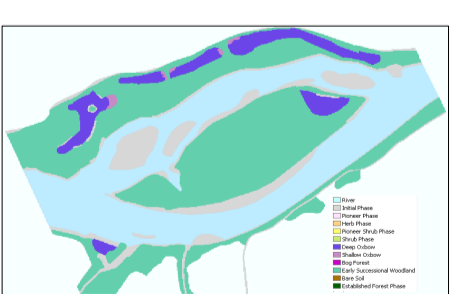 River
Initial Phase
Pioneer Phase
Herb Phase
Pioneer Shrub Phase
Shrub Phase
Deep Oxbow
Shallow Oxbow
Bog Forest
Early Successional Woodland
Bare Soil
Established Forest Phase